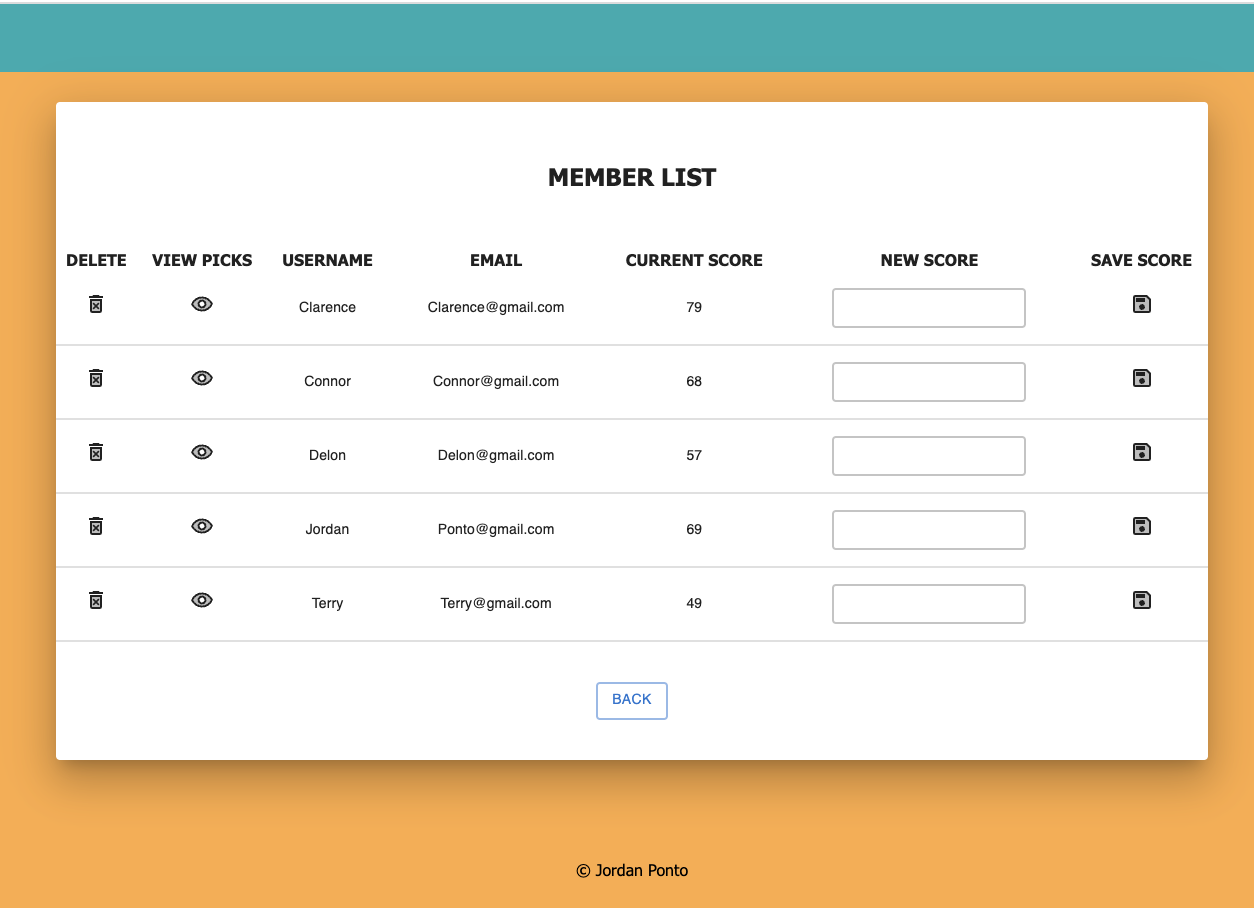 MEMBER LIST
DELETE VIEW PICKS USERNAME EMAIL CURRENT SCORE NEW SCORE SAVE SCORE
Clarence Clarence@gmail.com 79
Connor Connor@gmail.com 68
Delon Delon@gmail.com 57
Jordan Ponto@gmail.com 69
Terry Terry@gmail.com 49
BACK
© Jordan Ponto